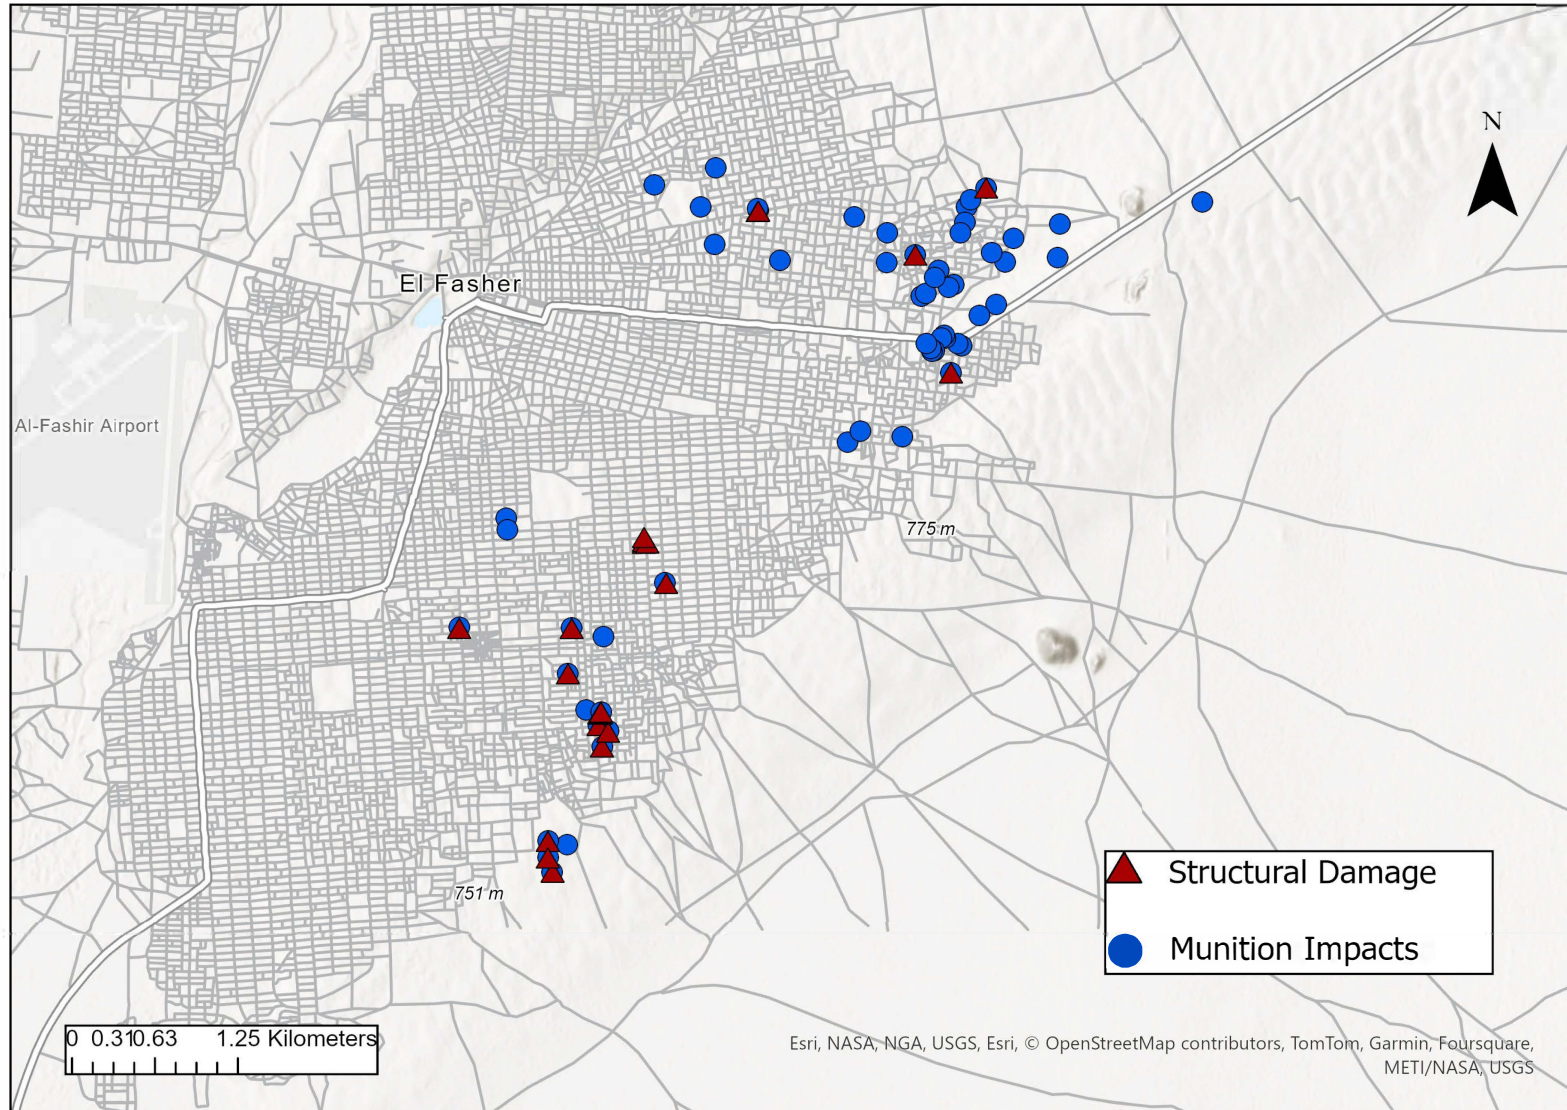 N
El Fasher
Al-Fashir Airport
775 m
751 m
Structural Damage
Munition Impacts
0 0.31 0.63 1.25 Kilometers
Esri, NASA, NGA, USGS, Esri, © OpenStreetMap contributors, TomTom, Garmin, Foursquare,
METI/NASA, USGS